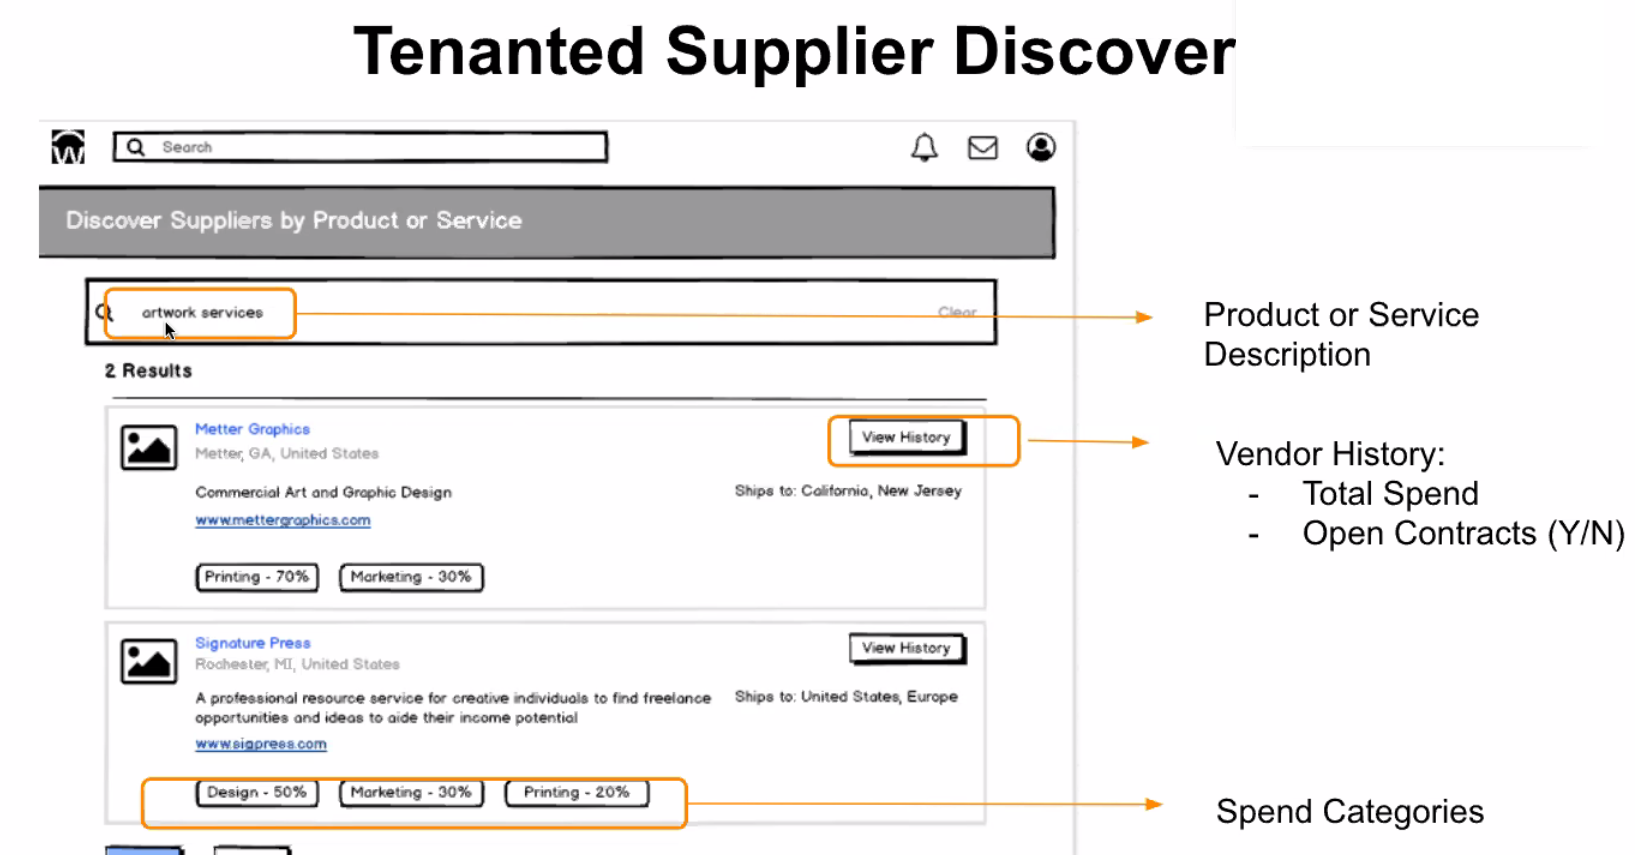 Tenanted Supplier Discover
W
Search
Discover Suppliers by Product or Service
artwork services
Clear
Product or Service
Description
2 Results
Metter Graphics
View History
Metter, GA, United States
Vendor History:
- Total Spend
- Open Contracts (Y/N)
Commercial Art and Graphic Design
Ships to: California, New Jersey
www.mettergraphics.com
Printing - 70%
Marketing - 30%
Signature Press
View History
Rochester, MI, United States
A professional resource service for creative individuals to find freelance
opportunities and ideas to aide their income potential
Ships to: United States, Europe
www.sigpress.com
Design - 50%
Marketing - 30%
Printing - 20%
Spend Categories